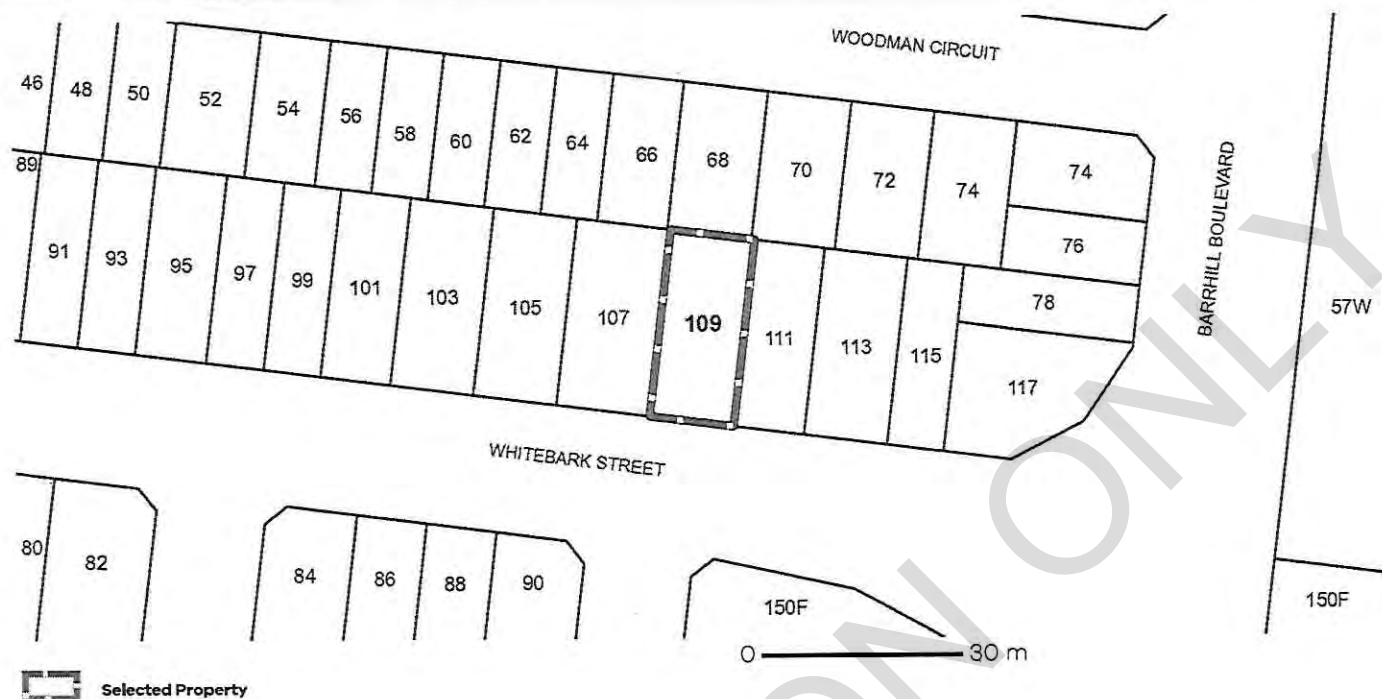 WOODMAN CIRCUIT
46 48 50 52 54 56 58 60 62 64 66 68 70 72 74 74
76
78
BARRHILL BOULEVARD
57W
89 91 93 95 97 99 101 103 105 107 109 111 113 115 117
WHITEBARK STREET
80 82 84 86 88 90 150F 150F
0 30 m
Selected Property
ON ONLY